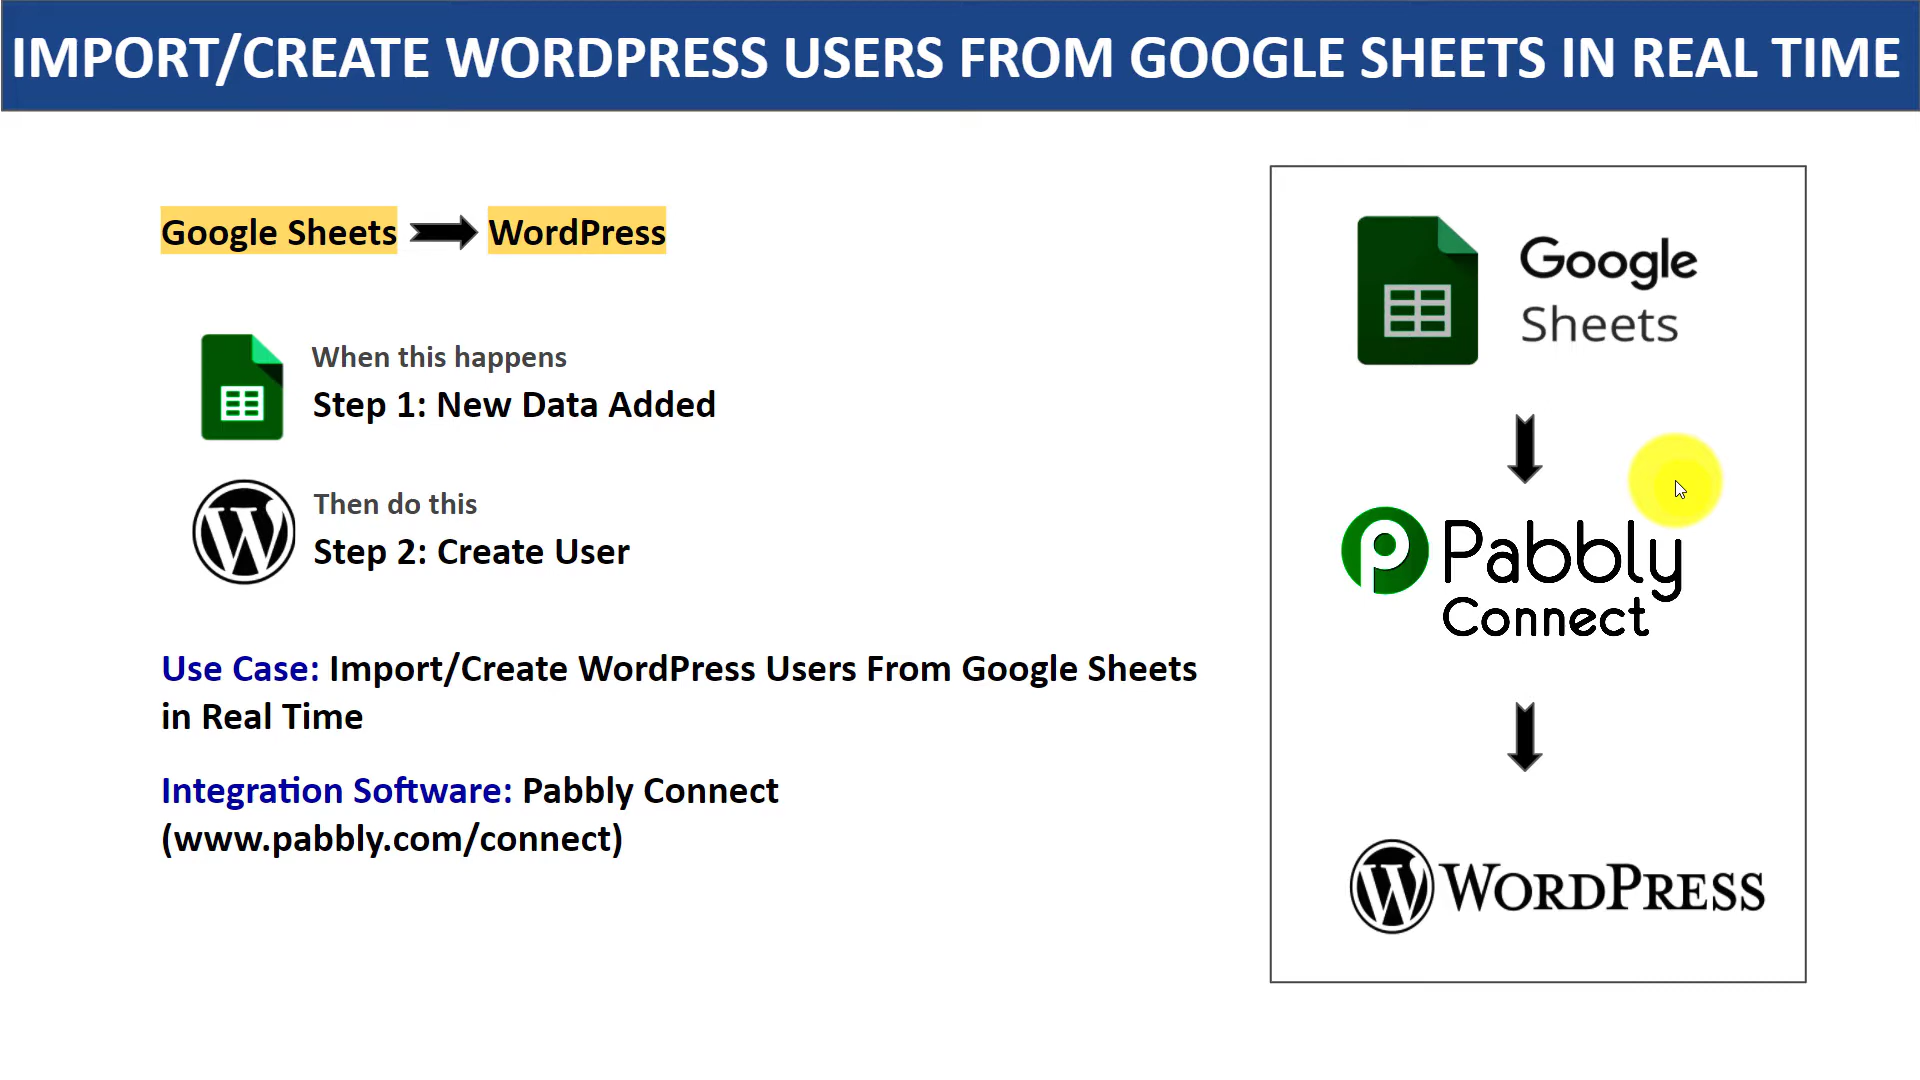 IMPORT/CREATE WORDPRESS USERS FROM GOOGLE SHEETS IN REAL TIME
Google Sheets WordPress
When this happens
Step 1: New Data Added
Then do this
Step 2: Create User
Use Case: Import/Create WordPress Users From Google Sheets
in Real Time
Integration Software: Pabbly Connect
(www.pabbly.com/connect)
Google
Sheets
Pabbly
Connect
WORDPRESS